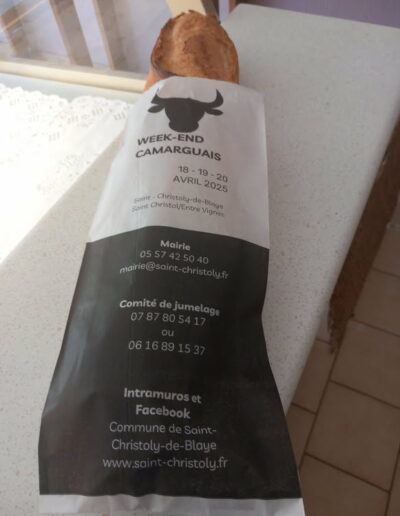 WEEK-END
CAMARGUAIS
18 - 19 - 20
AVRIL 2025
Saint - Christoly-de-Blaye
Saint Christol/Entre Vignes
Mairie
05 57 42 50 40
mairie@saint-christoly.fr
Comité de jumelage
07 87 80 54 17
ou
06 16 89 15 37
Intramuros et
Facebook
Commune de Saint-
Christoly-de-Blaye
www.saint-christoly.fr